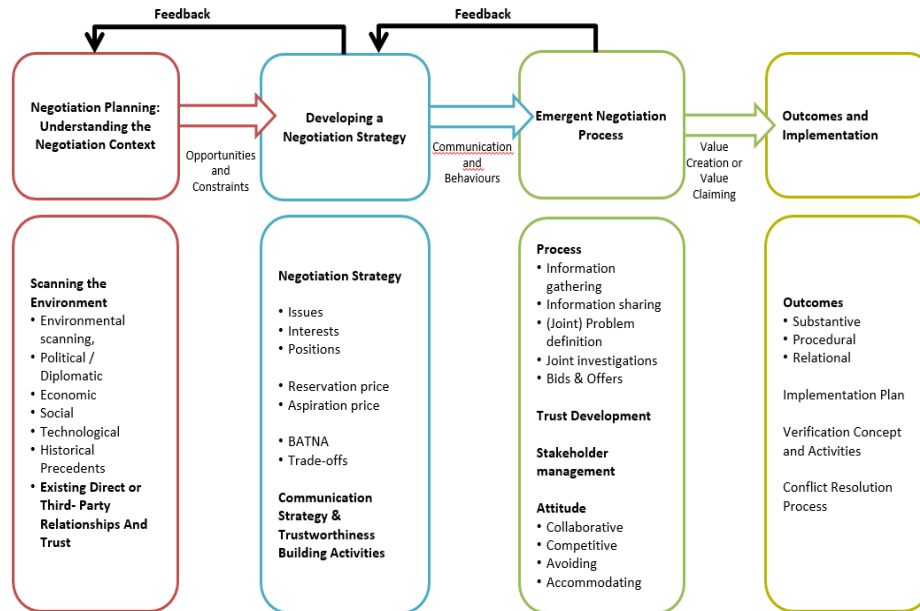 Feedback
Feedback
Negotiation Planning:
Understanding the
Negotiation Context
Opportunities
and
Constraints
Developing a
Negotiation Strategy
Communication
and
Behaviours
Emergent Negotiation
Process
Value
Creation or
Value
Claiming
Outcomes and
Implementation
Scanning the
Environment
• Environmental
scanning,
• Political /
Diplomatic
• Economic
• Social
• Technological
• Historical
Precedents
• Existing Direct or
Third- Party
Relationships And
Trust
Negotiation Strategy
• Issues
• Interests
• Positions
• Reservation price
• Aspiration price
• BATNA
• Trade-offs
Communication
Strategy &
Trustworthiness
Building Activities
Process
• Information
gathering
• Information sharing
• (Joint) Problem
definition
• Joint investigations
• Bids & Offers
Trust Development
Stakeholder
management
Attitude
• Collaborative
• Competitive
• Avoiding
• Accommodating
Outcomes
• Substantive
• Procedural
• Relational
Implementation Plan
Verification Concept
and Activities
Conflict Resolution
Process